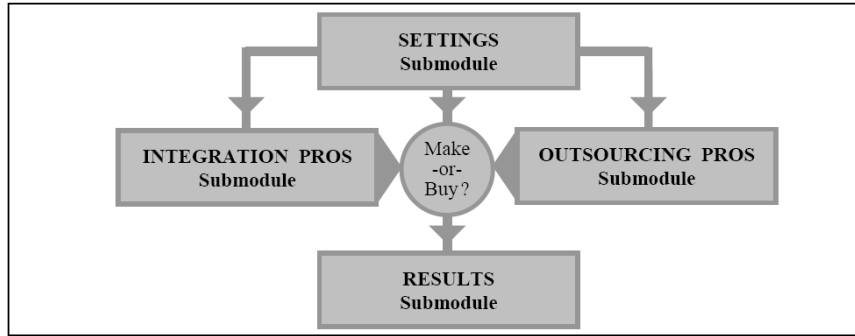 SETTINGS
Submodule
INTEGRATION PROS
Submodule
Make
-or-
Buy?
OUTSOURCING PROS
Submodule
RESULTS
Submodule